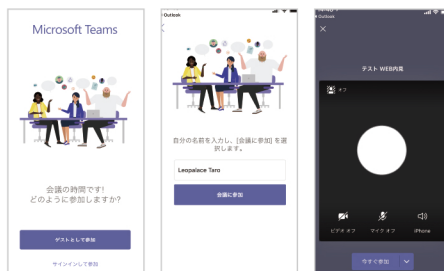 Microsoft Teams
会議の時間です!
どのように参加しますか?
ゲストとして参加
サインインして参加
Outlook
自分の名前を入力し、[会議に参加] を選
択します。
Leopalace Taro
会議に参加
Outlook
テスト WEB内見
オフ
ビデオ オフ
マイク オフ
iPhone
今すぐ参加